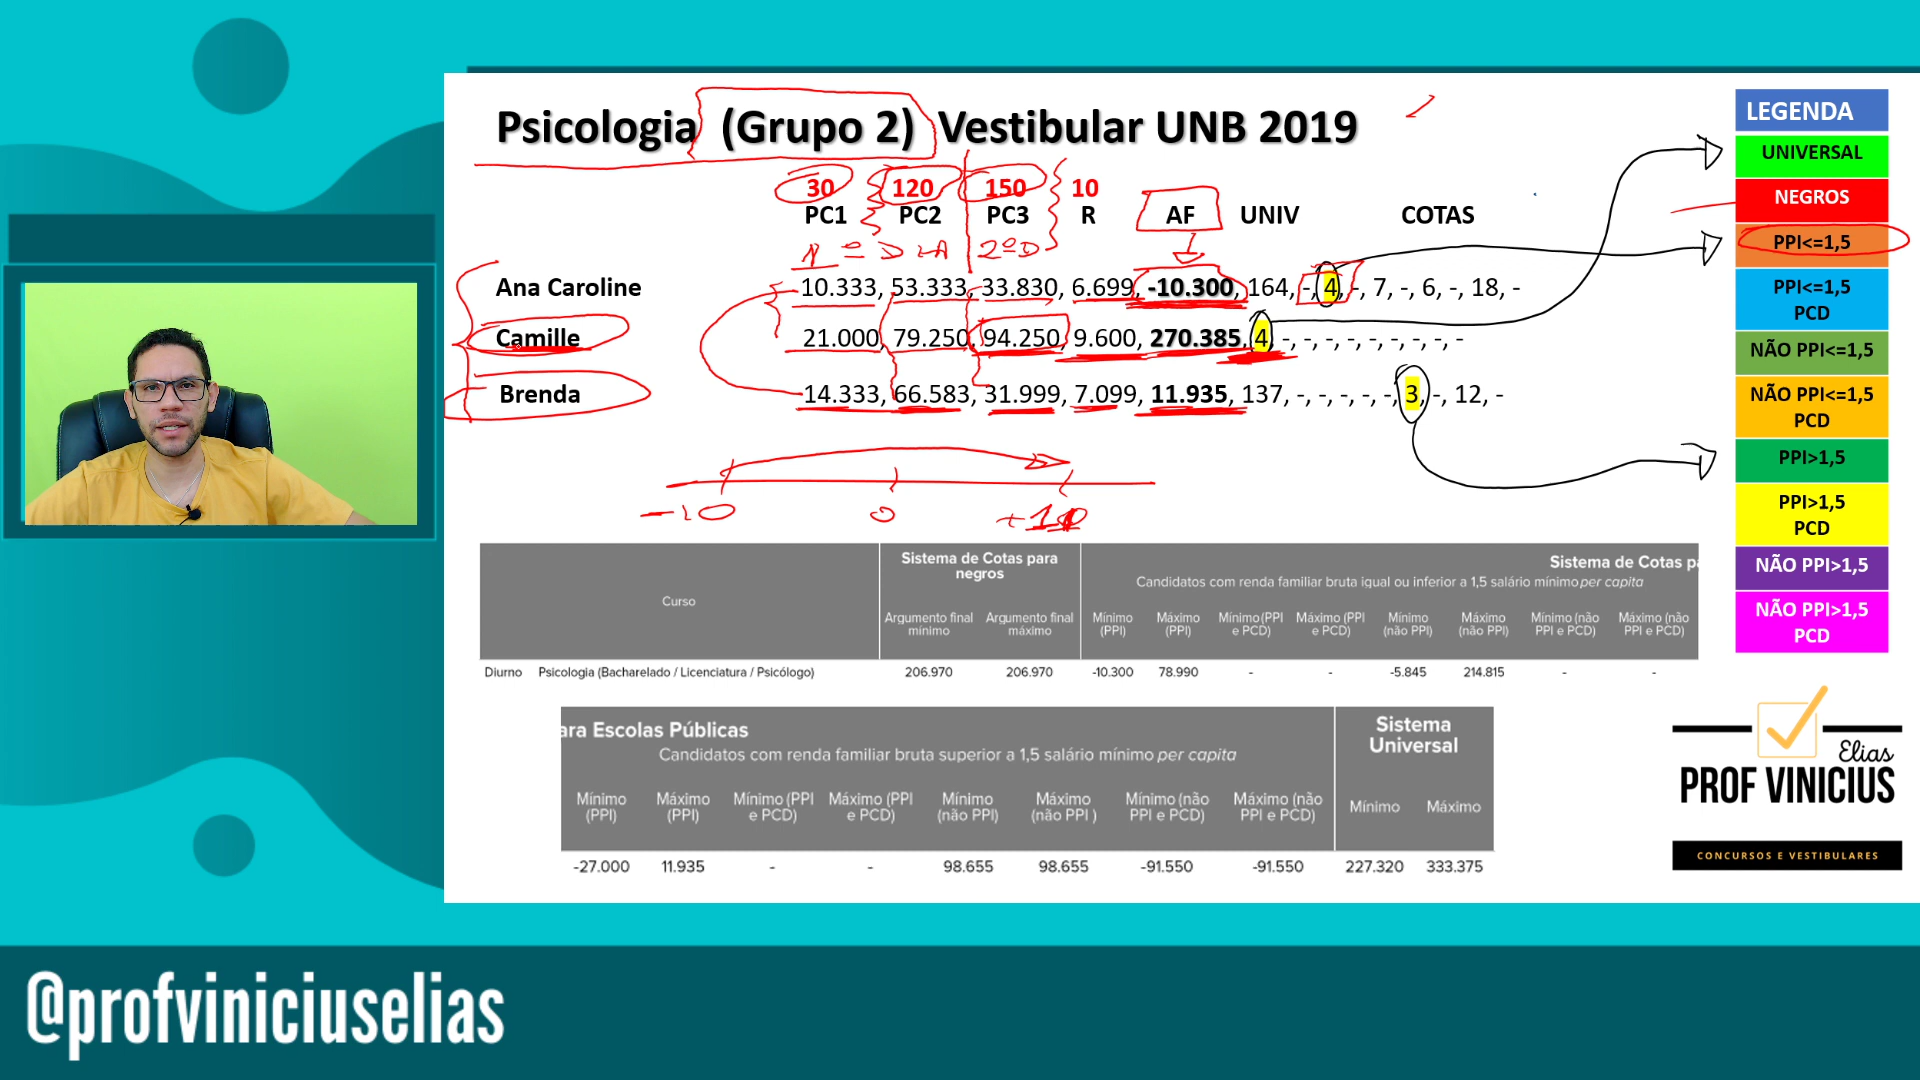 Psicologia (Grupo 2) Vestibular UNB 2019
30 120 150 10
PC1 PC2 PC3 R AF UNIV COTAS
1º D 2º D
Ana Caroline 10.333, 53.333, 33.830, 6.699, -10.300, 164, -, 4, -, 7, -, 6, -, 18, -
Camille 21.000, 79.250, 94.250, 9.600, 270.385, 4, -, -, -, -, -, -, -, -, -
Brenda 14.333, 66.583, 31.999, 7.099, 11.935, 137, -, -, -, -, -, 3, -, 12, -
-10 0 +10
LEGENDA
UNIVERSAL
NEGROS
PPI<=1,5
PPI<=1,5
PCD
NÃO PPI<=1,5
NÃO PPI<=1,5
PCD
PPI>1,5
PPI>1,5
PCD
NÃO PPI>1,5
NÃO PPI>1,5
PCD
Curso
Sistema de Cotas para
negros
Sistema de Cotas pa
Candidatos com renda familiar bruta igual ou inferior a 1,5 salário mínimo per capita
Argumento final
mínimo
Argumento final
máximo
Mínimo
(PPI)
Máximo
(PPI)
Mínimo (PPI
e PCD)
Máximo (PPI
e PCD)
Mínimo
(não PPI)
Máximo
(não PPI)
Mínimo (não
PPI e PCD)
Máximo (não
PPI e PCD)
Diurno Psicologia (Bacharelado / Licenciatura / Psicólogo) 206.970 206.970 -10.300 78.990 - - -5.845 214.815 - -
ara Escolas Públicas
Candidatos com renda familiar bruta superior a 1,5 salário mínimo per capita
Sistema
Universal
Mínimo
(PPI)
Máximo
(PPI)
Mínimo (PPI
e PCD)
Máximo (PPI
e PCD)
Mínimo
(não PPI)
Máximo
(não PPI )
Mínimo (não
PPI e PCD)
Máximo (não
PPI e PCD)
Mínimo
Máximo
-27.000 11.935 - - 98.655 98.655 -91.550 -91.550 227.320 333.375
Elias
PROF VINICIUS
CONCURSOS E VESTIBULARES
@profviniciuselias